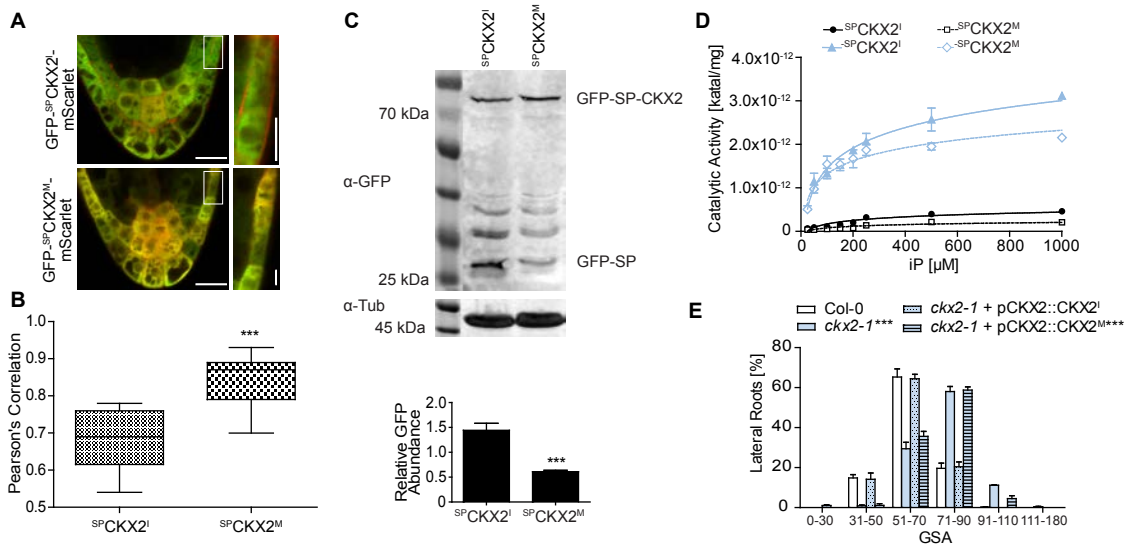 A
GFP-SPCKX2I-
mScarlet
GFP-SPCKX2M-
mScarlet
B
Pearson's Correlation
1.0
0.9
0.8
0.7
0.6
0.5
***
SPCKX2I
SPCKX2M
C
SPCKX2I
SPCKX2M
70 kDa
α-GFP
25 kDa
α-Tub
45 kDa
GFP-SP-CKX2
GFP-SP
Relative GFP
Abundance
2.0
1.5
1.0
0.5
0.0
***
SPCKX2I
SPCKX2M
D
SPCKX2I
SPCKX2M
-SPCKX2I
-SPCKX2M
Catalytic Activity [katal/mg]
4.0x10-12
3.0x10-12
2.0x10-12
1.0x10-12
0
0 200 400 600 800 1000
iP [µM]
E
Col-0
ckx2-1 + pCKX2::CKX2I
ckx2-1***
ckx2-1 + pCKX2::CKX2M***
Lateral Roots [%]
80
60
40
20
0
0-30 31-50 51-70 71-90 91-110 111-180
GSA